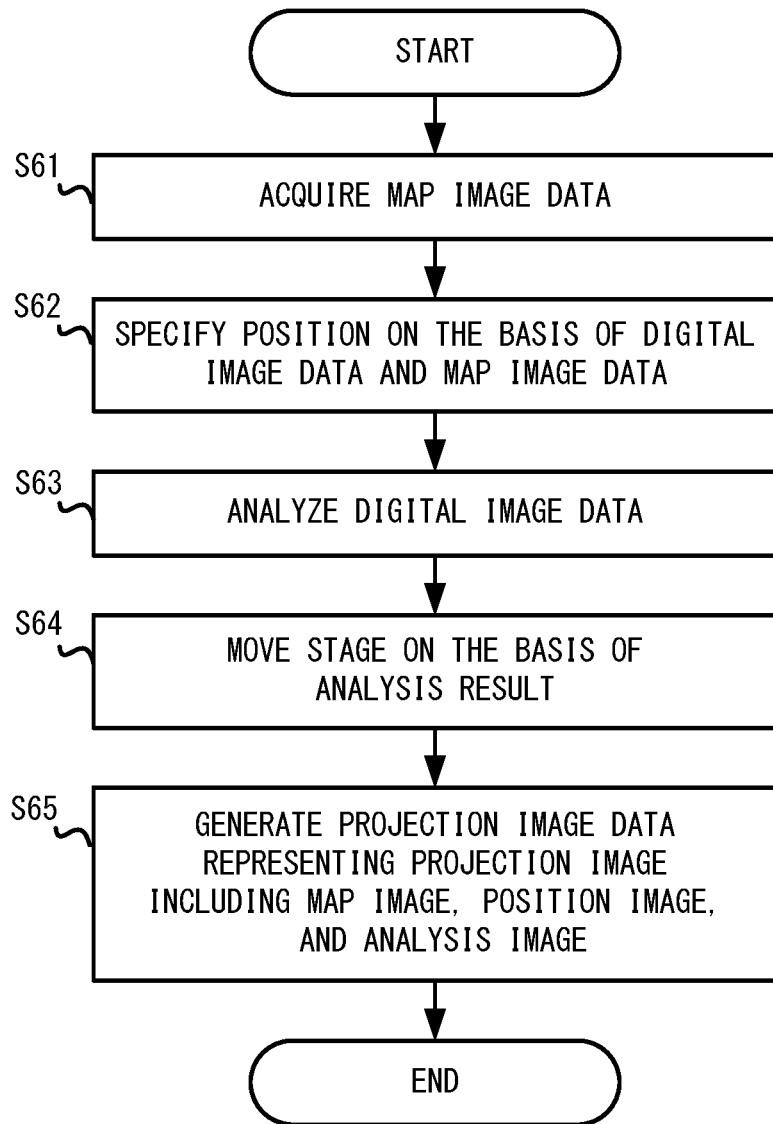 START
S61
ACQUIRE MAP IMAGE DATA
S62
SPECIFY POSITION ON THE BASIS OF DIGITAL
IMAGE DATA AND MAP IMAGE DATA
S63
ANALYZE DIGITAL IMAGE DATA
S64
MOVE STAGE ON THE BASIS OF
ANALYSIS RESULT
S65
GENERATE PROJECTION IMAGE DATA
REPRESENTING PROJECTION IMAGE
INCLUDING MAP IMAGE, POSITION IMAGE,
AND ANALYSIS IMAGE
END